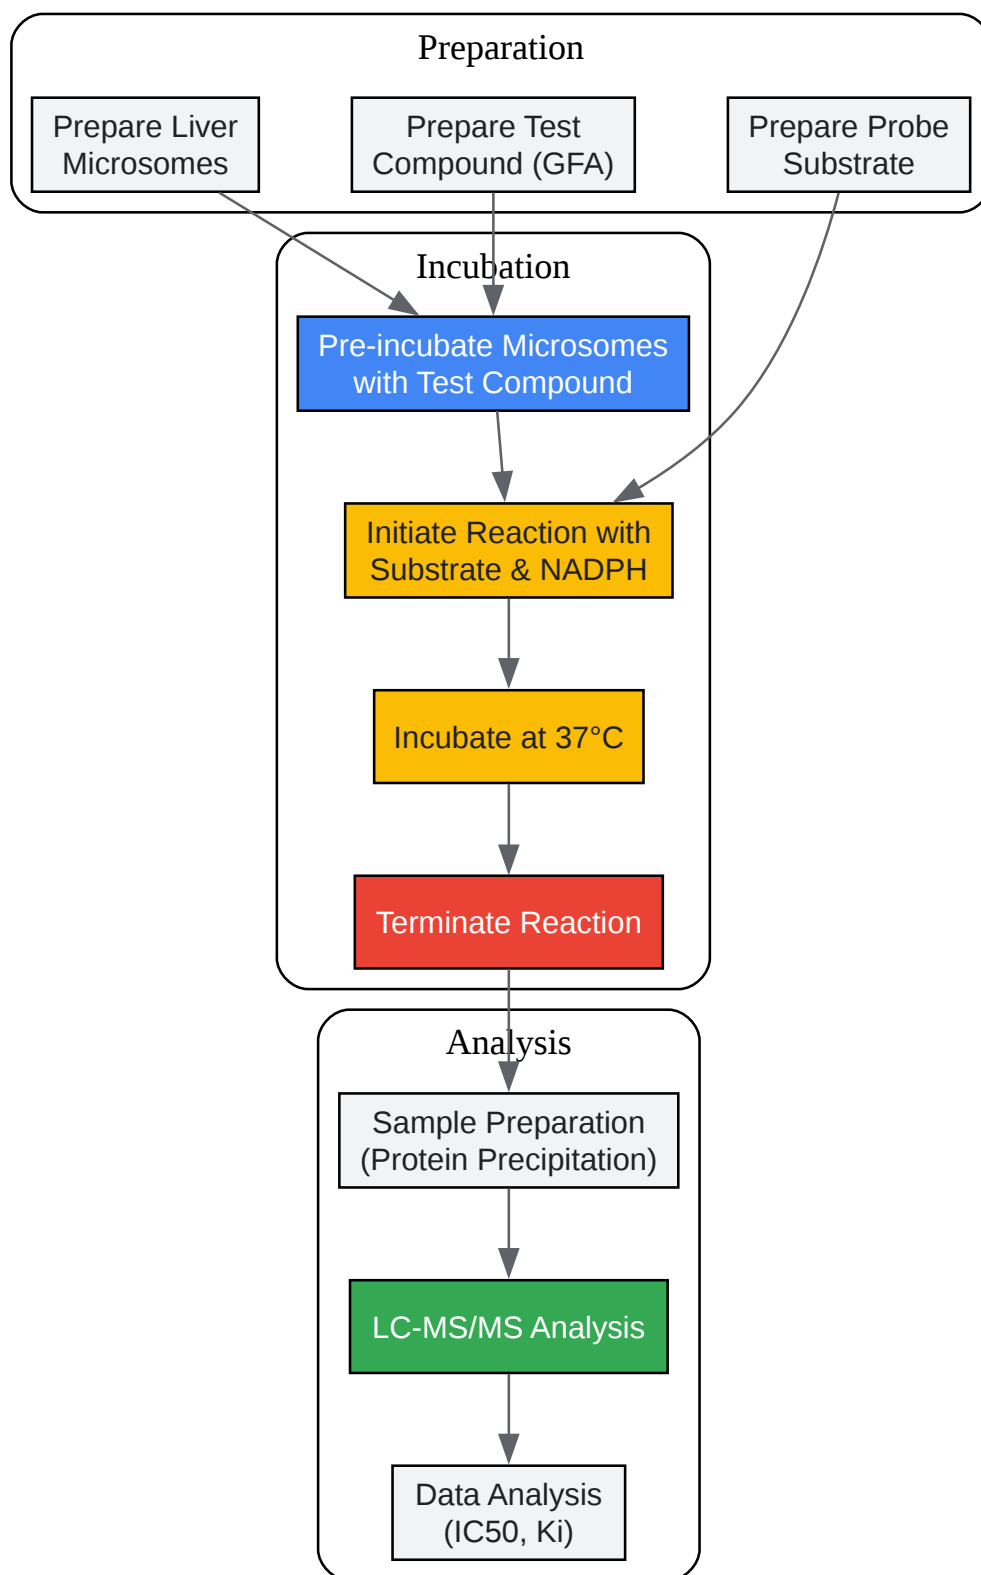 Preparation
Prepare Liver
Microsomes
Prepare Test
Compound (GFA)
Prepare Probe
Substrate
Incubation
Pre-incubate Microsomes
with Test Compound
Initiate Reaction with
Substrate & NADPH
Incubate at 37°C
Terminate Reaction
Analysis
Sample Preparation
(Protein Precipitation)
LC-MS/MS Analysis
Data Analysis
(IC50, Ki)